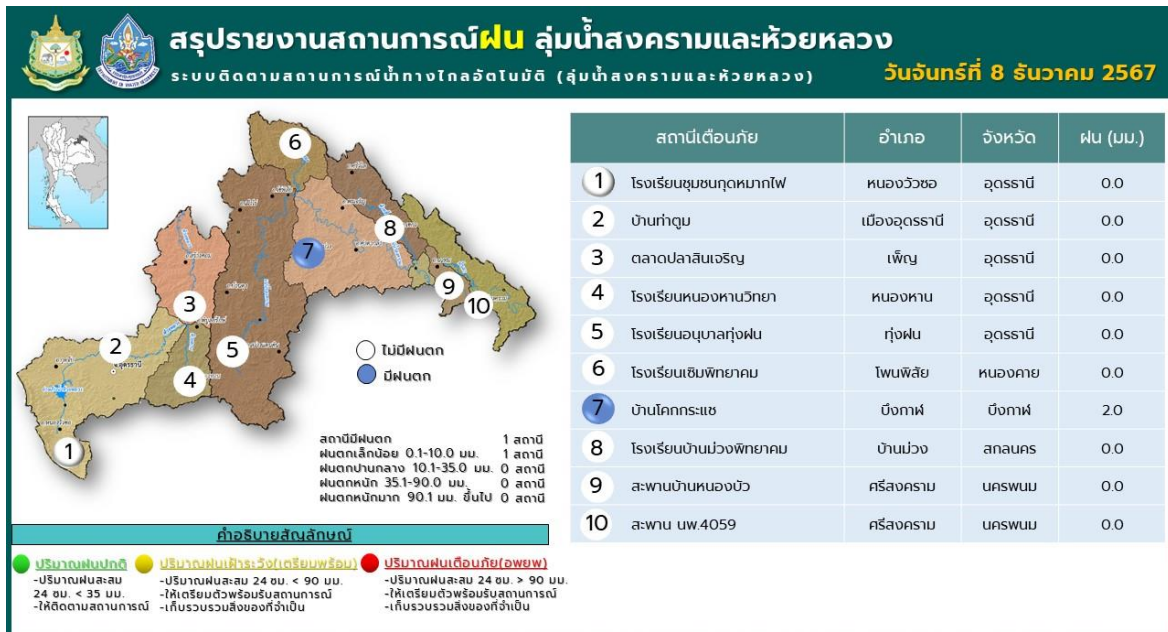 สรุปรายงานสถานการณ์ฝน ลุ่มน้ำสงครามและห้วยหลวง
ระบบติดตามสถานการณ์น้ำทางไกลอัตโนมัติ (ลุ่มน้ำสงครามและห้วยหลวง)
วันจันทร์ที่ 8 ธันวาคม 2567
6
7
8
9
10
3
2
5
4
1
อุดรธานี
ไม่มีฝนตก
มีฝนตก
สถานีมีฝนตก 1 สถานี
ฝนตกเล็กน้อย 0.1-10.0 มม. 1 สถานี
ฝนตกปานกลาง 10.1-35.0 มม. 0 สถานี
ฝนตกหนัก 35.1-90.0 มม. 0 สถานี
ฝนตกหนักมาก 90.1 มม. ขึ้นไป 0 สถานี
สถานีเตือนภัย อำเภอ จังหวัด ฝน (มม.)
1 โรงเรียนชุมชนกุดหมากไฟ หนองวัวซอ อุดรธานี 0.0
2 บ้านท่าตูม เมืองอุดรธานี อุดรธานี 0.0
3 ตลาดปลาสินเจริญ เพ็ญ อุดรธานี 0.0
4 โรงเรียนหนองหานวิทยา หนองหาน อุดรธานี 0.0
5 โรงเรียนอนุบาลทุ่งฝน ทุ่งฝน อุดรธานี 0.0
6 โรงเรียนเซิมพิทยาคม โพนพิสัย หนองคาย 0.0
7 บ้านโคกกระแซ บึงกาฬ บึงกาฬ 2.0
8 โรงเรียนบ้านม่วงพิทยาคม บ้านม่วง สกลนคร 0.0
9 สะพานบ้านหนองบัว ศรีสงคราม นครพนม 0.0
10 สะพาน นพ.4059 ศรีสงคราม นครพนม 0.0
คำอธิบายสัญลักษณ์
ปริมาณฝนปกติ
-ปริมาณฝนสะสม
24 ชม. < 35 มม.
-ให้ติดตามสถานการณ์
ปริมาณฝนเฝ้าระวัง(เตรียมพร้อม)
-ปริมาณฝนสะสม 24 ชม. < 90 มม.
-ให้เตรียมตัวพร้อมรับสถานการณ์
-เก็บรวบรวมสิ่งของที่จำเป็น
ปริมาณฝนเตือนภัย(อพยพ)
-ปริมาณฝนสะสม 24 ชม. > 90 มม.
-ให้เตรียมตัวพร้อมรับสถานการณ์
-เก็บรวบรวมสิ่งของที่จำเป็น